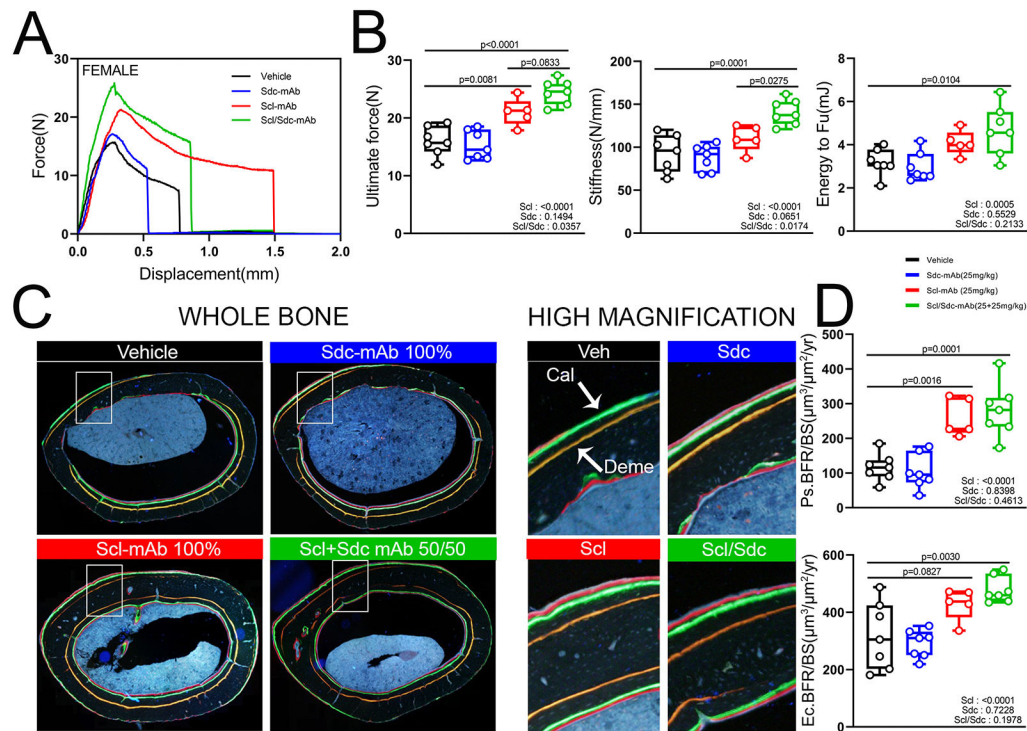 A
FEMALE
Force(N)
30
20
10
0
0.0
0.5
1.0
1.5
2.0
Displacement(mm)
Vehicle
Sdc-mAb
Scl-mAb
Scl/Sdc-mAb
B
Ultimate force(N)
30
20
10
0
p<0.0001
p=0.0833
p=0.0081
Scl : <0.0001
Sdc : 0.1494
Scl/Sdc : 0.0357
Stiffness(N/mm)
200
150
100
50
0
p=0.0001
p=0.0275
Scl : <0.0001
Sdc : 0.0651
Scl/Sdc : 0.0174
Energy to Fu(mJ)
8
6
4
2
0
p=0.0104
Scl : 0.0005
Sdc : 0.5529
Scl/Sdc : 0.2133
Vehicle
Sdc-mAb(25mg/kg)
Scl-mAb (25mg/kg)
Scl/Sdc-mAb(25+25mg/kg)
C
WHOLE BONE
Vehicle
Sdc-mAb 100%
Scl-mAb 100%
Scl+Sdc mAb 50/50
HIGH MAGNIFICATION
Veh
Sdc
Cal
Deme
Scl
Scl/Sdc
D
Ps.BFR/BS(µm³/µm²/yr)
500
400
300
200
100
0
p=0.0001
p=0.0016
Scl : <0.0001
Sdc : 0.8398
Scl/Sdc : 0.4613
Ec.BFR/BS(µm³/µm²/yr)
600
400
200
0
p=0.0030
p=0.0827
Scl : <0.0001
Sdc : 0.7228
Scl/Sdc : 0.1978